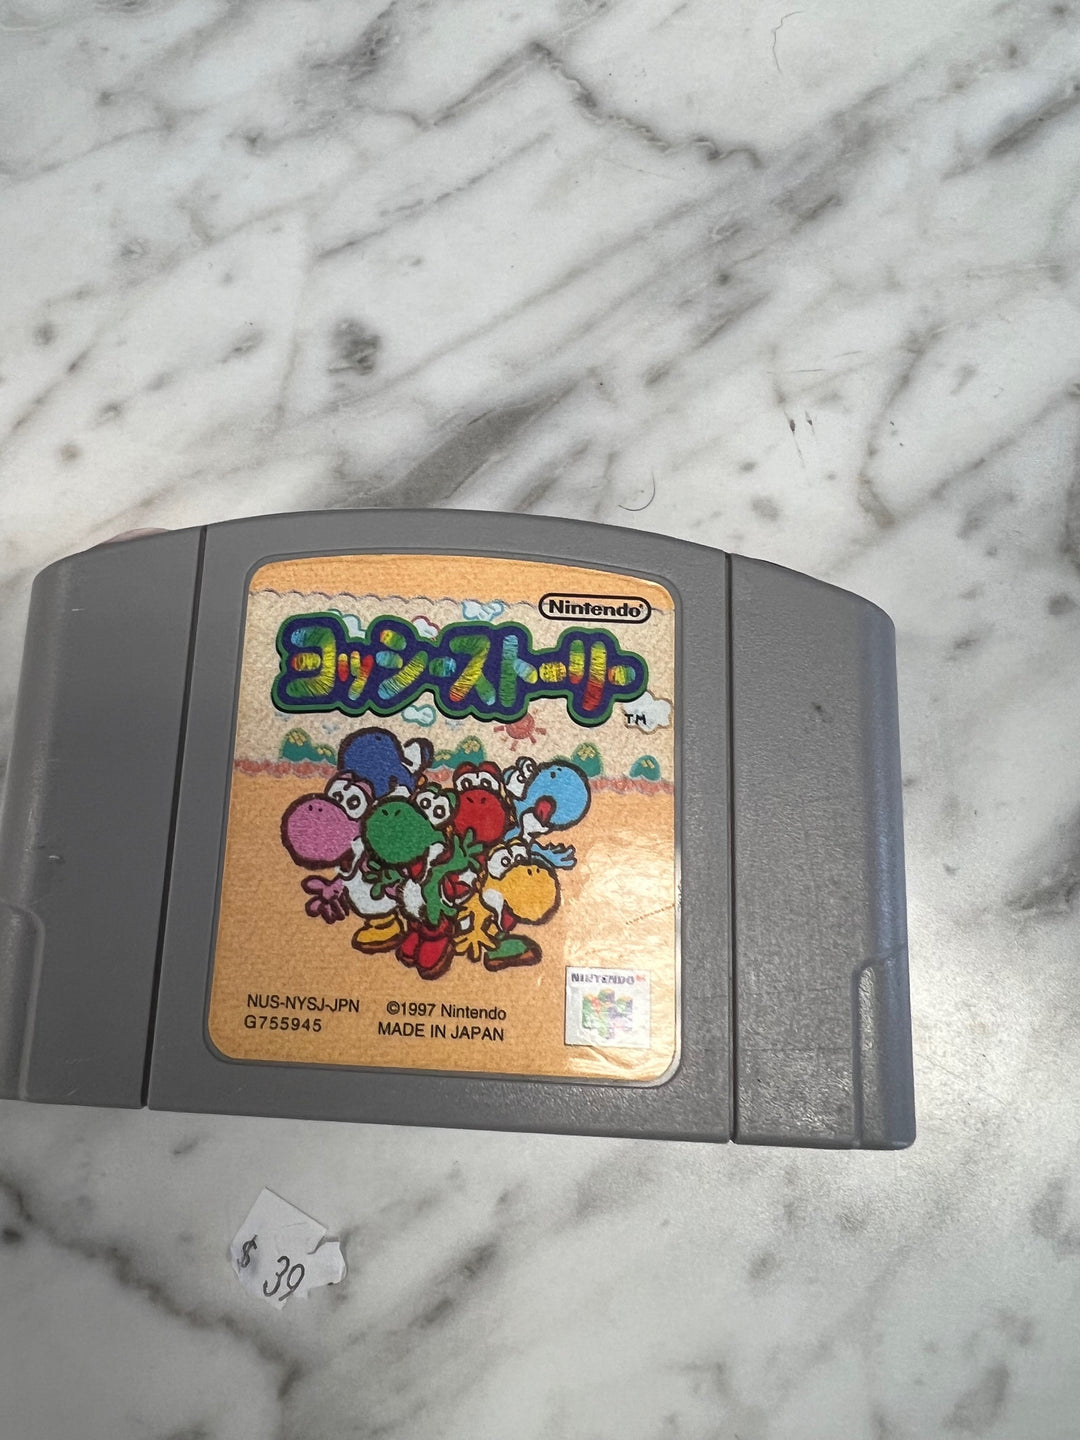 Nintendo®
ヨッシーストーリー
TM
NINTENDO64
NUS-NYSJ-JPN ©1997 Nintendo
G755945 MADE IN JAPAN
$ 39